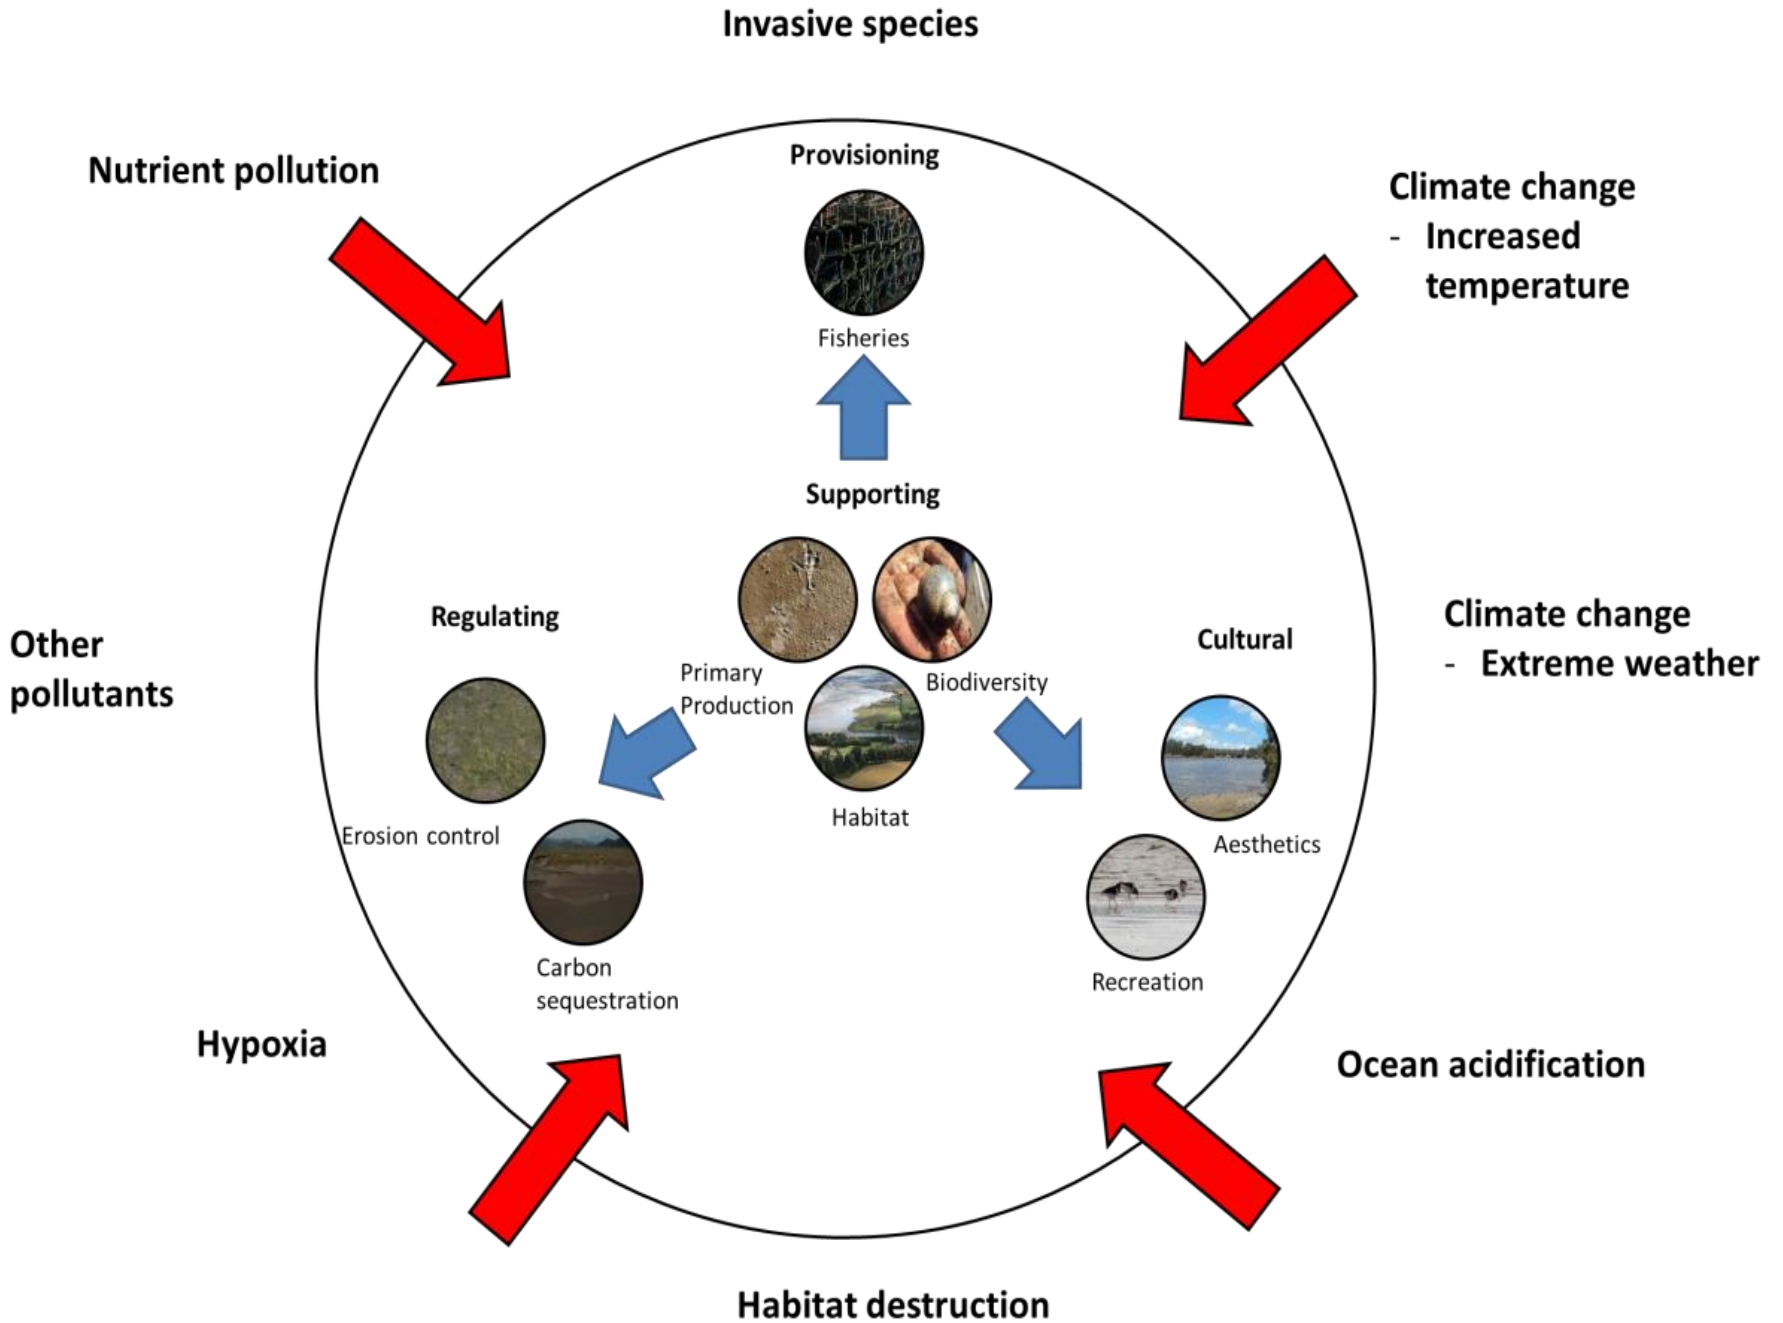 Invasive species
Nutrient pollution
Provisioning
Climate change
- Increased
temperature
Fisheries
Supporting
Regulating
Cultural
Climate change
- Extreme weather
Other
pollutants
Primary
Production
Biodiversity
Habitat
Erosion control
Aesthetics
Carbon
sequestration
Recreation
Hypoxia
Ocean acidification
Habitat destruction